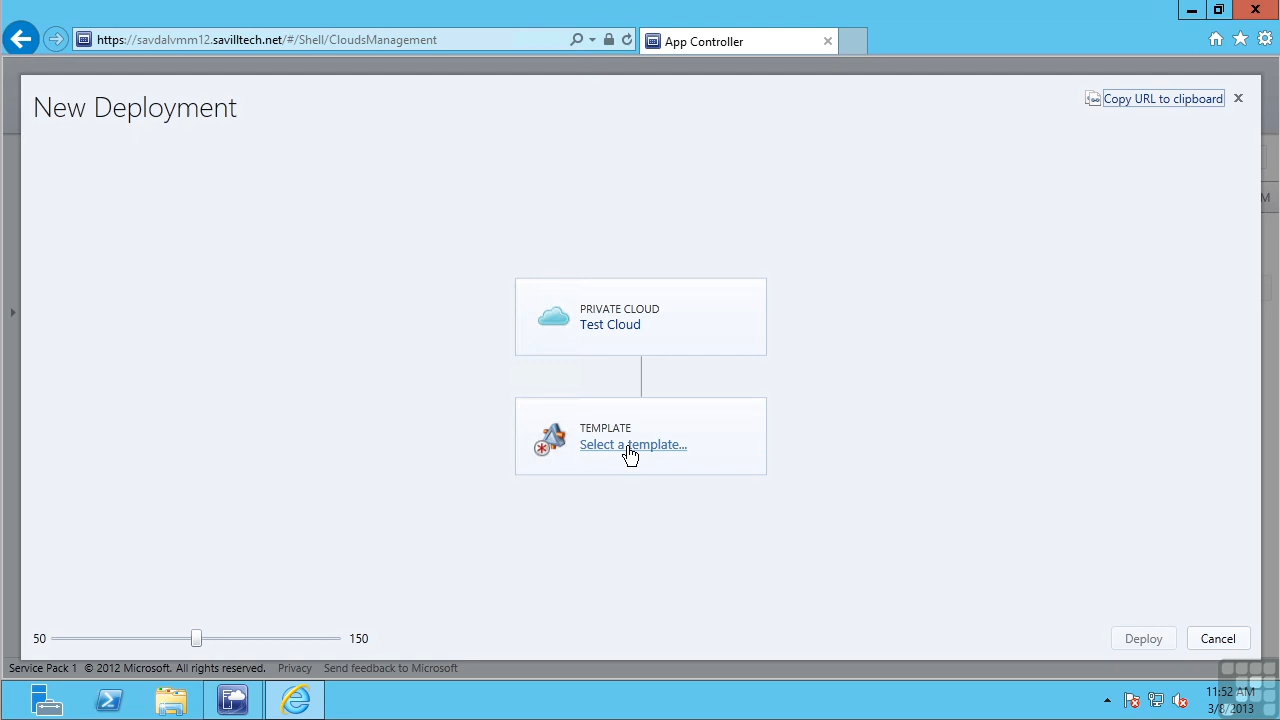 https://savdalvmm12.savilltech.net/#/Shell/CloudsManagement
App Controller
New Deployment
Copy URL to clipboard
PRIVATE CLOUD
Test Cloud
TEMPLATE
Select a template...
M
50
150
Deploy
Cancel
Service Pack 1 © 2012 Microsoft. All rights reserved. Privacy Send feedback to Microsoft
11:52 AM
3/8/2013